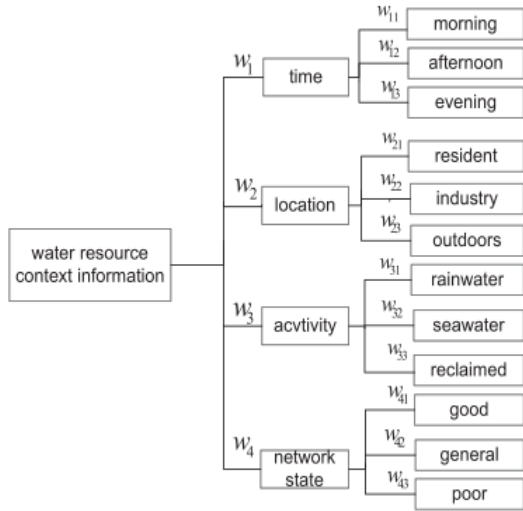 w11
morning
w12
afternoon
w13
evening
w1
time
w21
resident
w22
industry
w23
outdoors
w2
location
water resource
context information
w31
rainwater
w32
seawater
w33
reclaimed
w3
acvtivity
w41
good
w42
general
w43
poor
w4
network
state